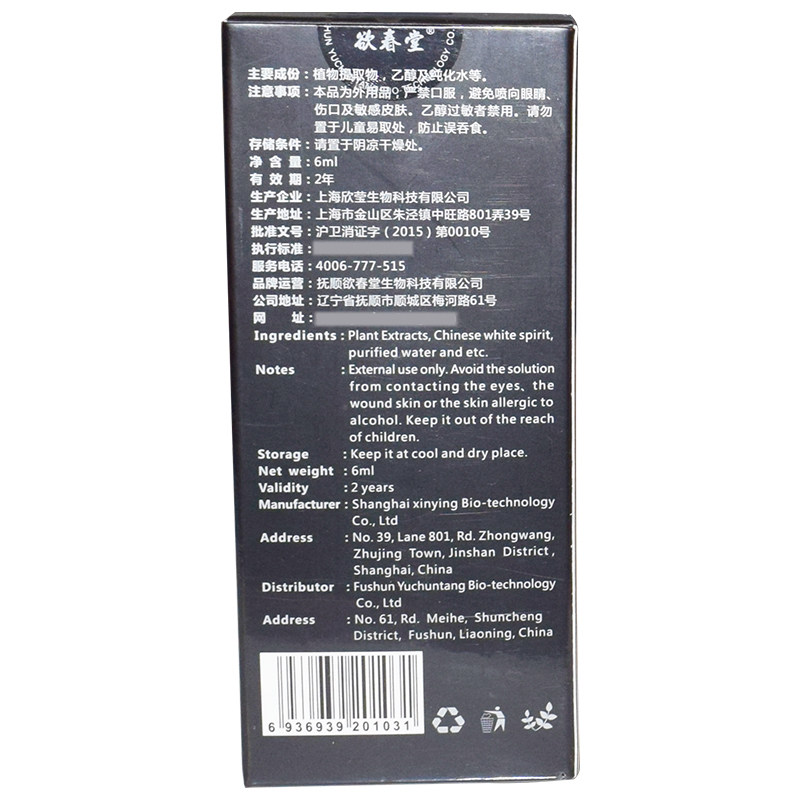 欲春堂®
主要成份：植物提取物，乙醇及纯化水等。
注意事项：本品为外用品，严禁口服，避免喷向眼睛、
伤口及敏感皮肤。乙醇过敏者禁用。请勿
置于儿童易取处，防止误吞食。
存储条件：请置于阴凉干燥处。
净含量：6ml
有效期：2年
生产企业：上海欣莹生物科技有限公司
生产地址：上海市金山区朱泾镇中旺路801弄39号
批准文号：沪卫消证字（2015）第0010号
执行标准：
服务电话：4006-777-515
品牌运营：抚顺欲春堂生物科技有限公司
公司地址：辽宁省抚顺市顺城区梅河路61号
网址：
Ingredients : Plant Extracts, Chinese white spirit,
purified water and etc.
Notes : External use only. Avoid the solution
from contacting the eyes、the
wound skin or the skin allergic to
alcohol. Keep it out of the reach
of children.
Storage : Keep it at cool and dry place.
Net weight : 6ml
Validity : 2 years
Manufacturer : Shanghai xinying Bio-technology
Co., Ltd
Address : No. 39, Lane 801, Rd. Zhongwang,
Zhujing Town, Jinshan District,
Shanghai, China
Distributor : Fushun Yuchuntang Bio-technology
Co., Ltd
Address : No. 61, Rd. Meihe, Shuncheng
District, Fushun, Liaoning, China
6 936939 201031